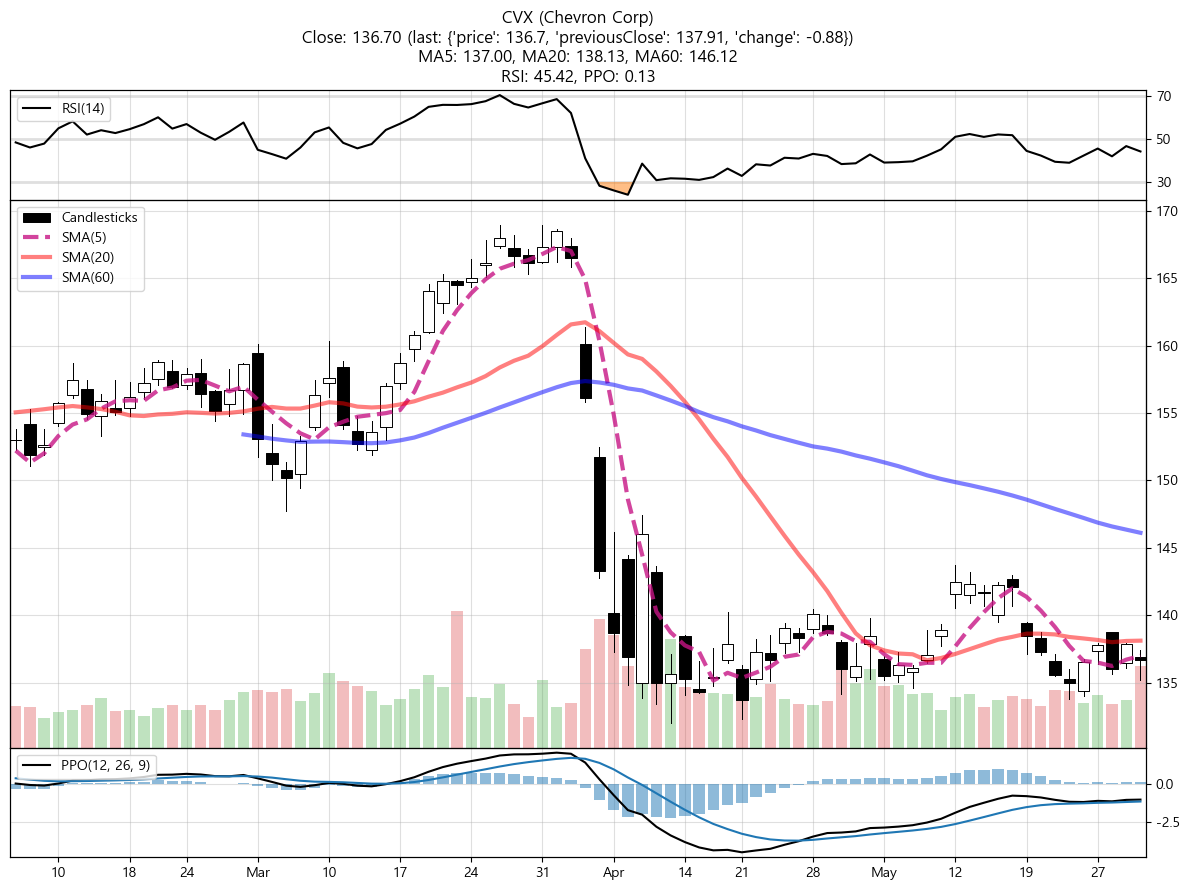 CVX (Chevron Corp)
Close: 136.70 (last: {'price': 136.7, 'previousClose': 137.91, 'change': -0.88})
MA5: 137.00, MA20: 138.13, MA60: 146.12
RSI: 45.42, PPO: 0.13
RSI(14)
70
50
30
Candlesticks
SMA(5)
SMA(20)
SMA(60)
170
165
160
155
150
145
140
135
PPO(12, 26, 9)
0.0
−2.5
10 18 24 Mar 10 17 24 31 Apr 14 21 28 May 12 19 27